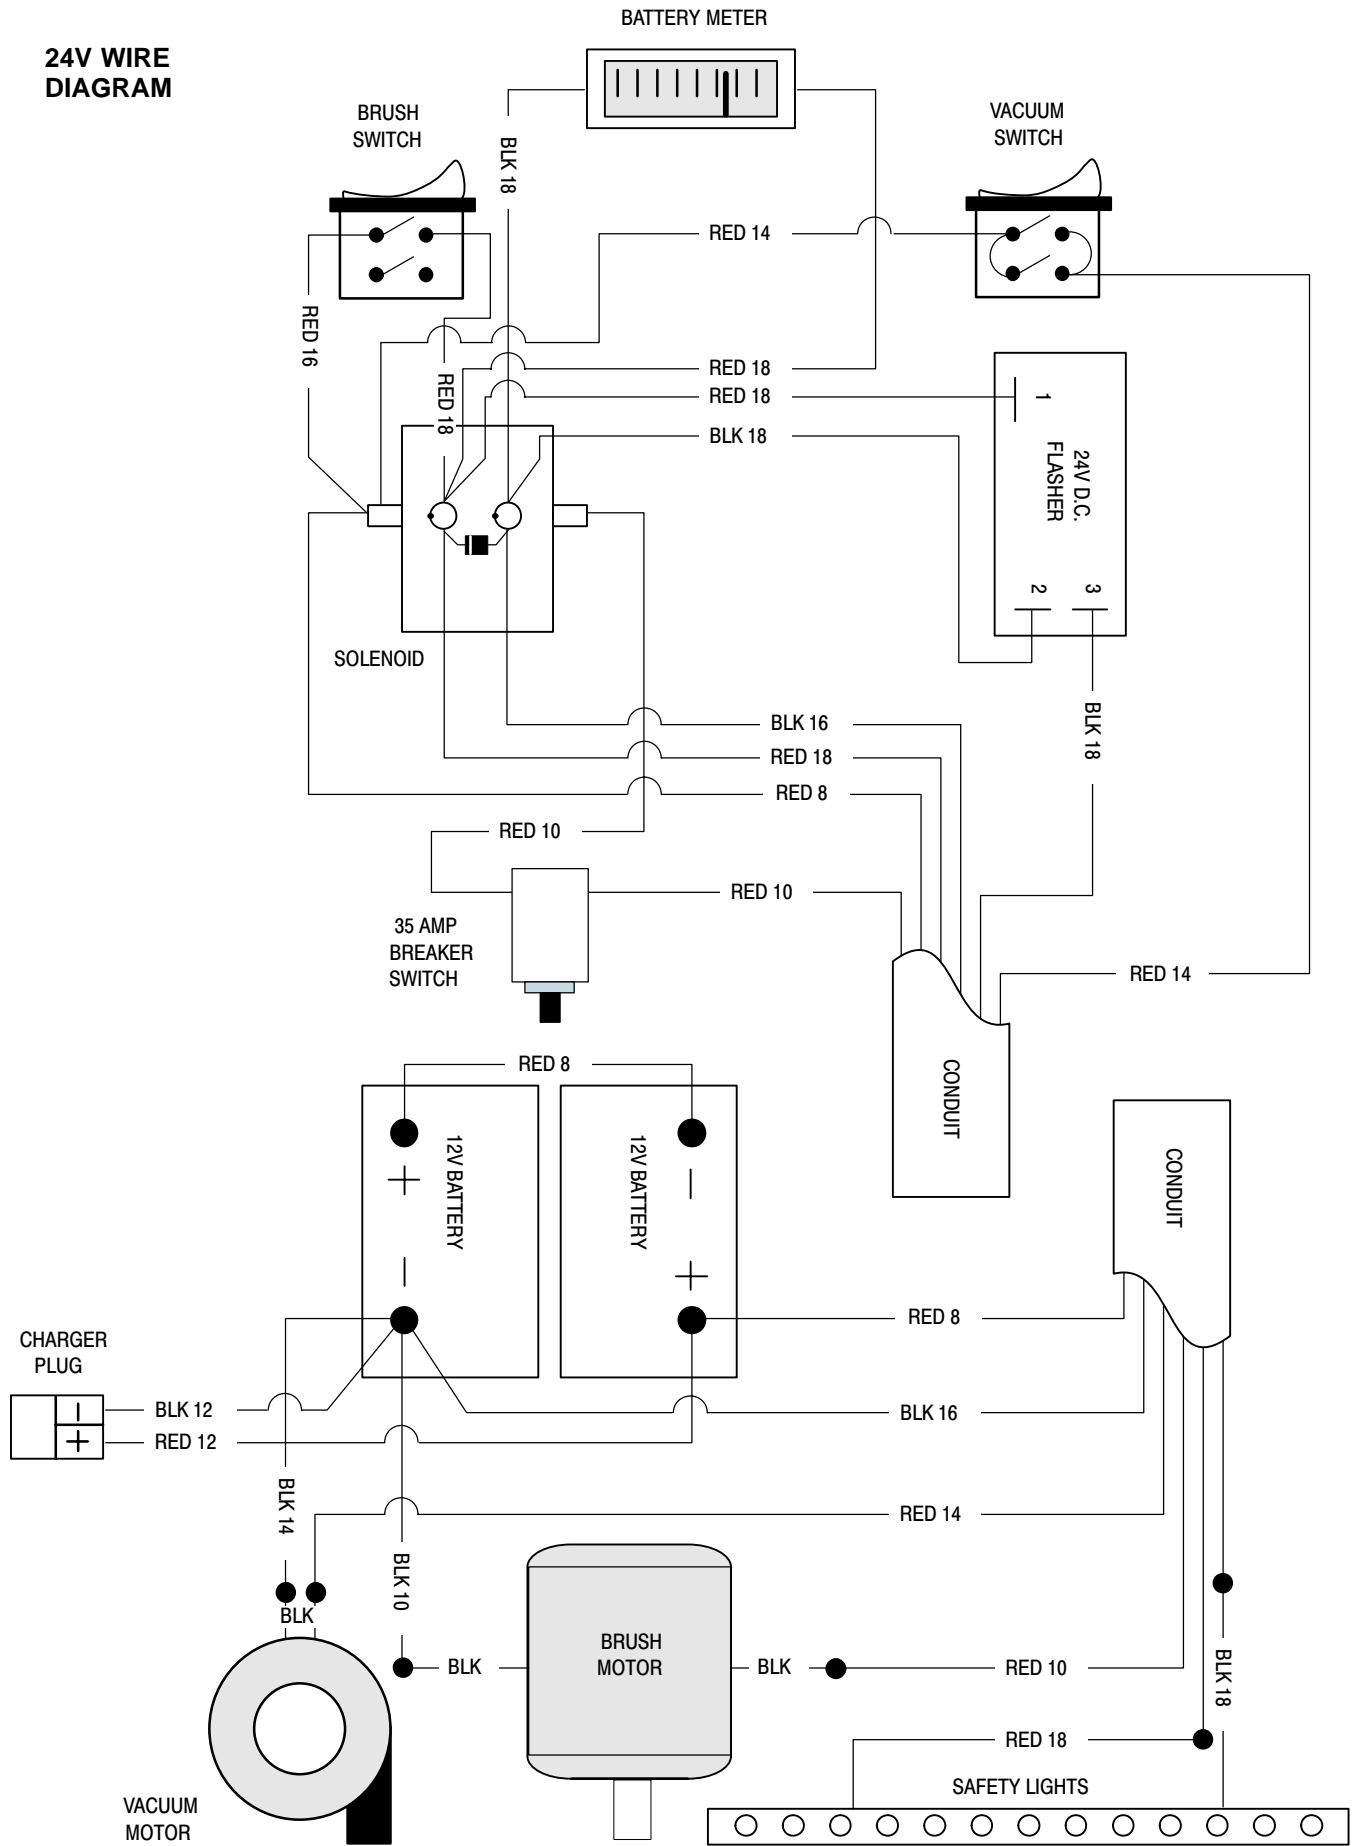 BATTERY METER
24V WIRE
DIAGRAM
BRUSH
SWITCH
VACUUM
SWITCH
BLK 18
RED 14
RED 16
RED 18
RED 18
RED 18
BLK 18
1
24V D.C.
FLASHER
2
3
SOLENOID
BLK 16
BLK 18
RED 18
RED 8
RED 10
RED 10
35 AMP
BREAKER
SWITCH
RED 14
RED 8
CONDUIT
CONDUIT
12V BATTERY
12V BATTERY
+
–
–
+
RED 8
CHARGER
PLUG
–
+
BLK 12
RED 12
BLK 16
BLK 14
RED 14
BLK 10
BLK
BRUSH
MOTOR
BLK
BLK
RED 10
BLK 18
RED 18
SAFETY LIGHTS
VACUUM
MOTOR